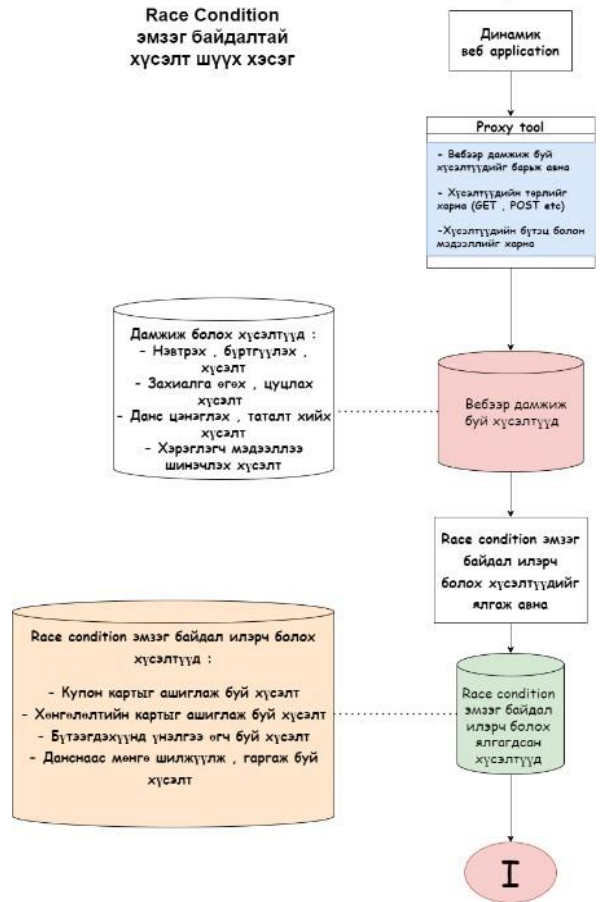 Race Condition
эмзэг байдалтай
хүсэлт шүүх хэсэг
Динамик
веб application
Proxy tool
- Вебээр дамжиж буй
хүсэлтүүдийг барьж авна
- Хүсэлтүүдийн төрлийг
харна (GET , POST etc)
-Хүсэлтүүдийн бүтэц болон
мэдээллийг харна
Дамжиж болох хүсэлтүүд :
- Нэвтрэх , бүртгүүлэх ,
хүсэлт
- Захиалга өгөх , цуцлах
хүсэлт
- Данс цэнэглэх , таталт хийх
хүсэлт
- Хэрэглэгч мэдээллээ
шинэчлэх хүсэлт
Вебээр дамжиж
буй хүсэлтүүд
Race condition эмзэг
байдал илэрч
болох хүсэлтүүдийг
ялгаж авна
Race condition эмзэг байдал илэрч болох
хүсэлтүүд :
- Купон картыг ашиглаж буй хүсэлт
- Хөнгөлөлтийн картыг ашиглаж буй хүсэлт
- Бүтээгдэхүүнд үнэлгээ өгч буй хүсэлт
- Данснаас мөнгө шилжүүлж , гаргаж буй
хүсэлт
Race condition
эмзэг байдал
илэрч болох
ялгагдсан
хүсэлтүүд
I